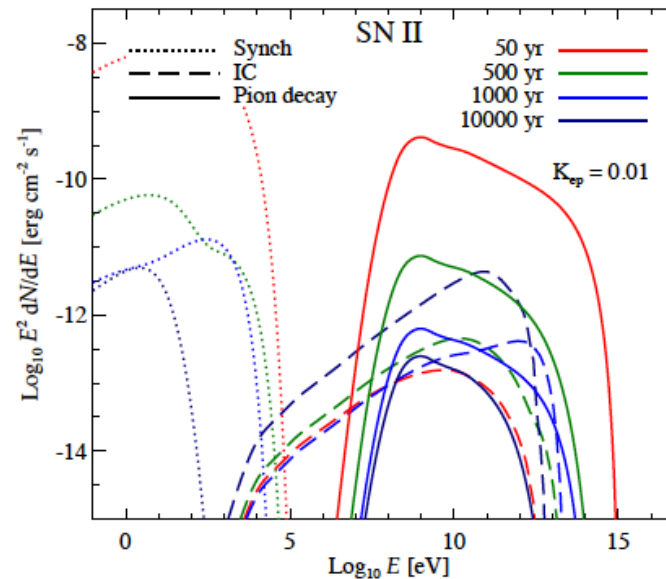 SN II
Synch
IC
Pion decay
50 yr
500 yr
1000 yr
10000 yr
K_ep = 0.01
Log₁₀ E² dN/dE [erg cm⁻² s⁻¹]
-8
-10
-12
-14
0 5 10 15
Log₁₀ E [eV]